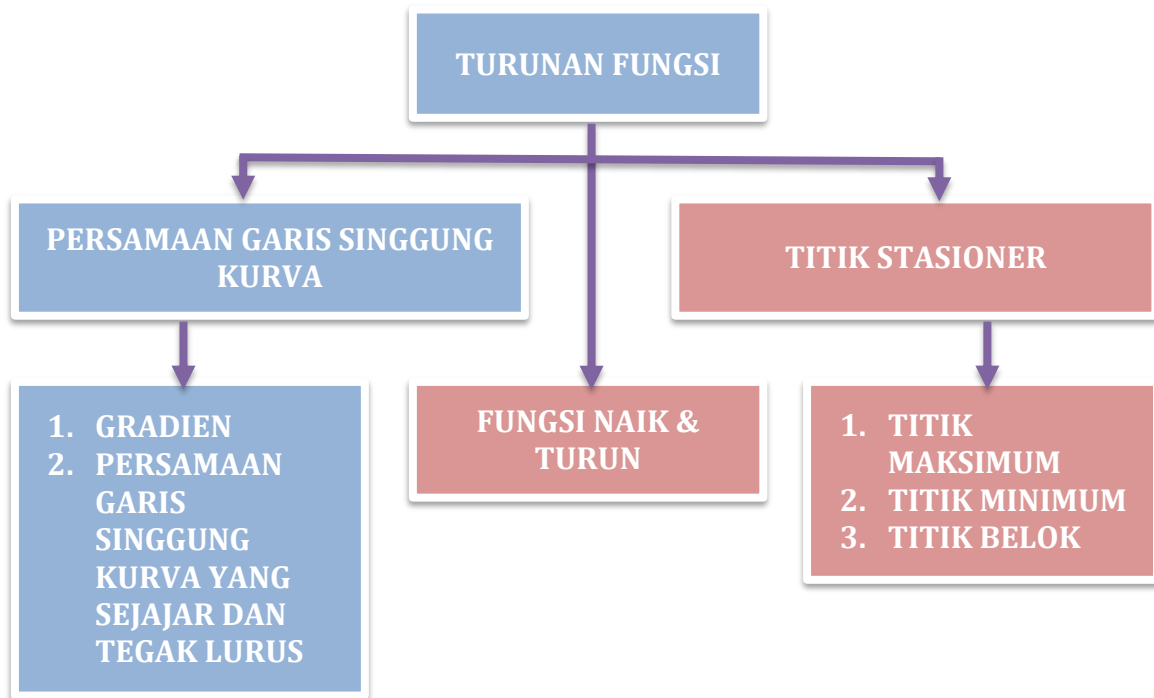 TURUNAN FUNGSI
PERSAMAAN GARIS SINGGUNG
KURVA
TITIK STASIONER
1. GRADIEN
2. PERSAMAAN
GARIS
SINGGUNG
KURVA YANG
SEJAJAR DAN
TEGAK LURUS
FUNGSI NAIK &
TURUN
1. TITIK
MAKSIMUM
2. TITIK MINIMUM
3. TITIK BELOK